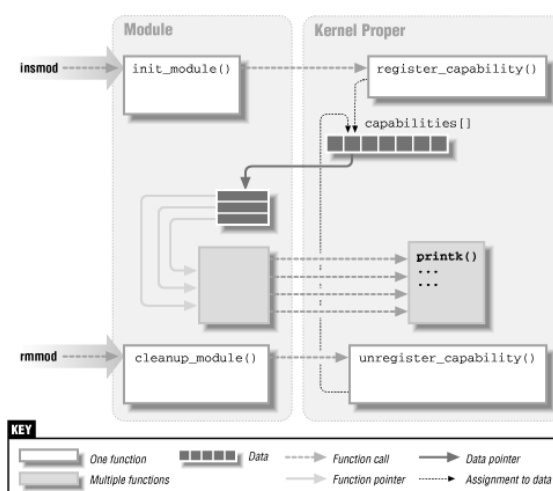 Module
Kernel Proper
insmod
init_module()
register_capability()
capabilities[]
printk()
...
...
rmmod
cleanup_module()
unregister_capability()
KEY
One function
Data
Function call
Data pointer
Multiple functions
Function pointer
Assignment to data